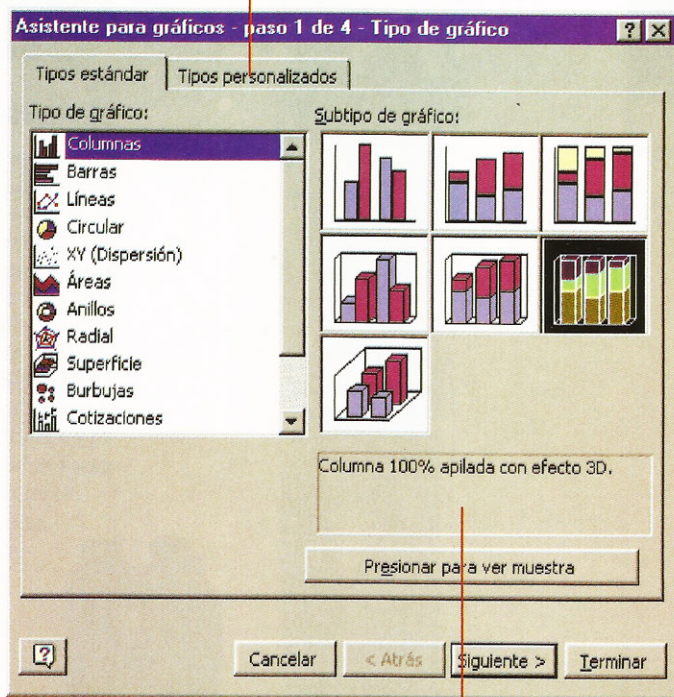 Asistente para gráficos - paso 1 de 4 - Tipo de gráfico
Tipos estándar
Tipos personalizados
Tipo de gráfico:
Columnas
Barras
Líneas
Circular
XY (Dispersión)
Áreas
Anillos
Radial
Superficie
Burbujas
Cotizaciones
Subtipo de gráfico:
Columna 100% apilada con efecto 3D.
Presionar para ver muestra
Cancelar
< Atrás
Siguiente >
Terminar